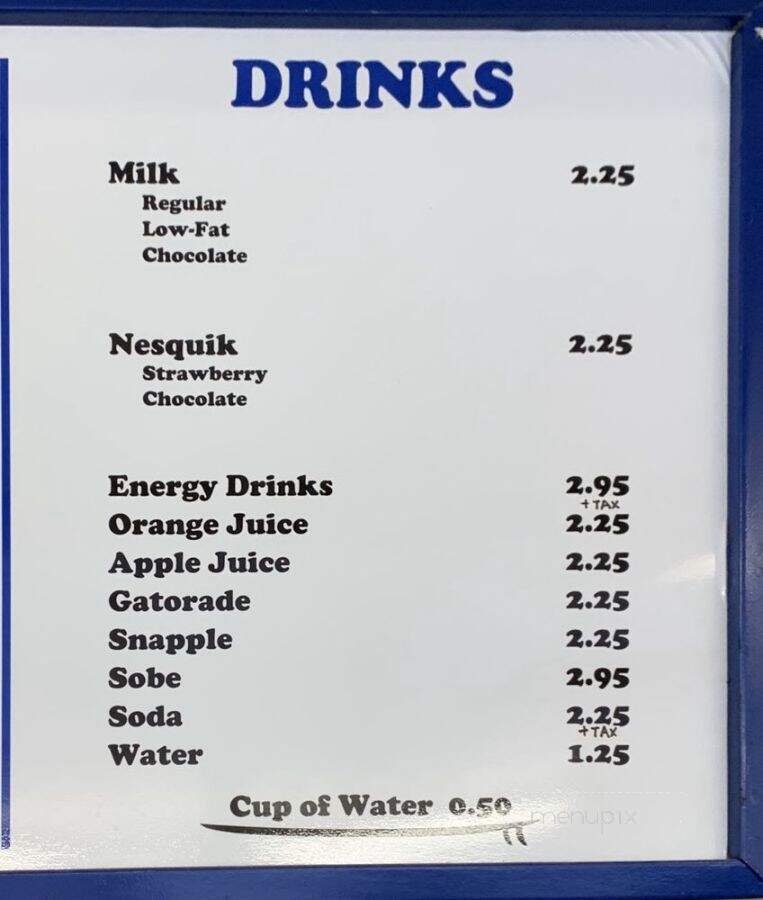 DRINKS
Milk 2.25
Regular
Low-Fat
Chocolate
Nesquik 2.25
Strawberry
Chocolate
Energy Drinks 2.95
+TAX
Orange Juice 2.25
Apple Juice 2.25
Gatorade 2.25
Snapple 2.25
Sobe 2.95
Soda 2.25
+TAX
Water 1.25
Cup of Water 0.50
menupix